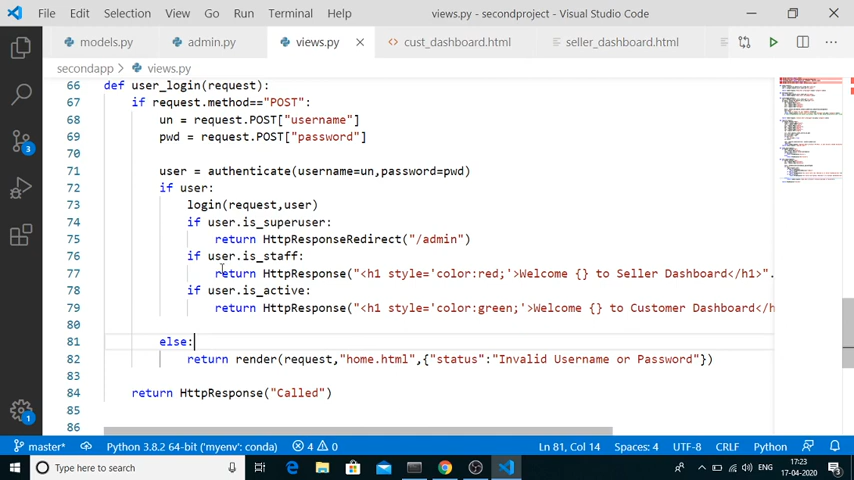 File Edit Selection View Go Run Terminal Help views.py - secondproject - Visual Studio Code
models.py admin.py views.py cust_dashboard.html seller_dashboard.html
secondapp > views.py
66 def user_login(request):
67 if request.method=="POST":
68 un = request.POST["username"]
69 pwd = request.POST["password"]
70
71 user = authenticate(username=un,password=pwd)
72 if user:
73 login(request,user)
74 if user.is_superuser:
75 return HttpResponseRedirect("/admin")
76 if user.is_staff:
77 return HttpResponse("<h1 style='color:red;'>Welcome {} to Seller Dashboard</h1>".
78 if user.is_active:
79 return HttpResponse("<h1 style='color:green;'>Welcome {} to Customer Dashboard</h
80
81 else:
82 return render(request,"home.html",{"status":"Invalid Username or Password"})
83
84 return HttpResponse("Called")
85
86
3
1
master* Python 3.8.2 64-bit ('myenv': conda) 4 0 Ln 81, Col 14 Spaces: 4 UTF-8 CRLF Python
Type here to search ENG 17:23
17-04-2020 3